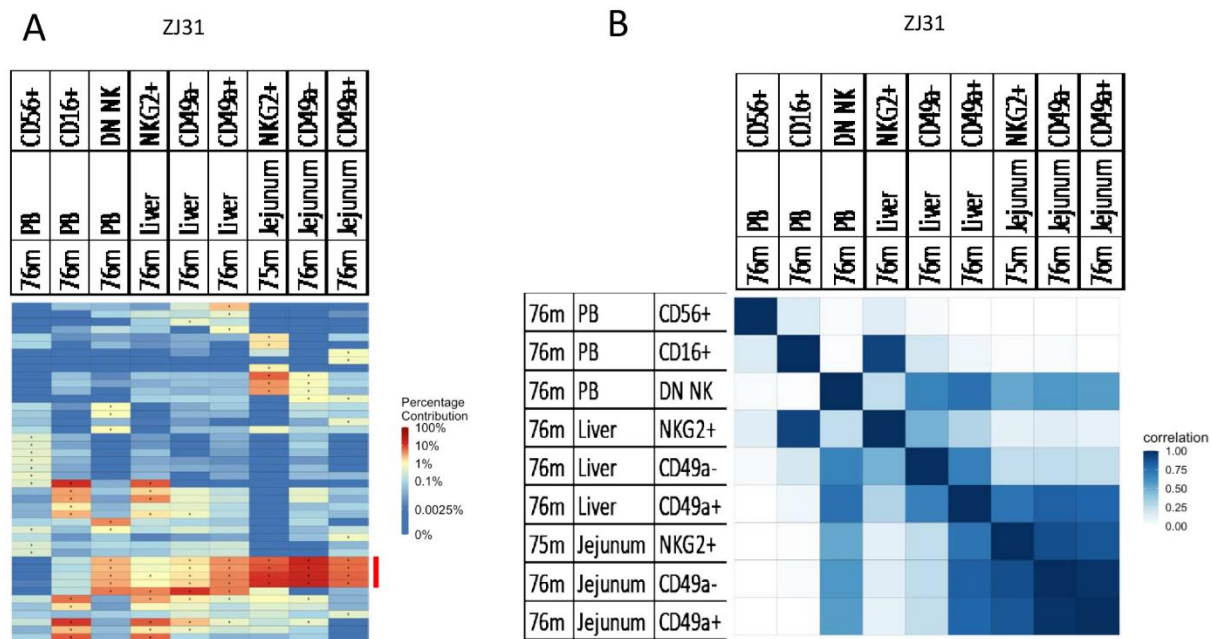 A
ZJ31
CD56+ CD16+ DN NK NKG2+ CD49a- CD49a+ NKG2+ CD49a- CD49a+
PB PB PB Liver Liver Liver Jejunum Jejunum Jejunum
76m 76m 76m 76m 76m 76m 75m 76m 76m
Percentage
Contribution
100%
10%
1%
0.1%
0.0025%
0%
B
ZJ31
CD56+ CD16+ DN NK NKG2+ CD49a- CD49a+ NKG2+ CD49a- CD49a+
PB PB PB Liver Liver Liver Jejunum Jejunum Jejunum
76m 76m 76m 76m 76m 76m 75m 76m 76m
76m PB CD56+
76m PB CD16+
76m PB DN NK
76m Liver NKG2+
76m Liver CD49a-
76m Liver CD49a+
75m Jejunum NKG2+
76m Jejunum CD49a-
76m Jejunum CD49a+
correlation
1.00
0.75
0.50
0.25
0.00